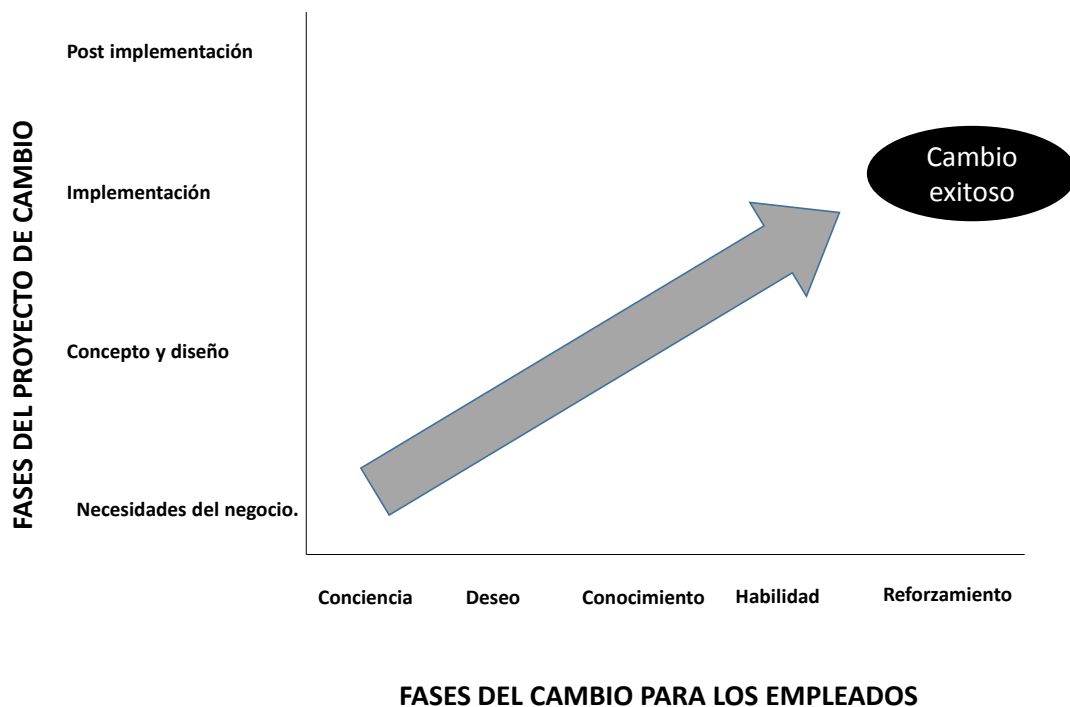 Post implementación
Cambio
exitoso
Implementación
Concepto y diseño
Necesidades del negocio.
FASES DEL PROYECTO DE CAMBIO
Conciencia Deseo Conocimiento Habilidad Reforzamiento
FASES DEL CAMBIO PARA LOS EMPLEADOS